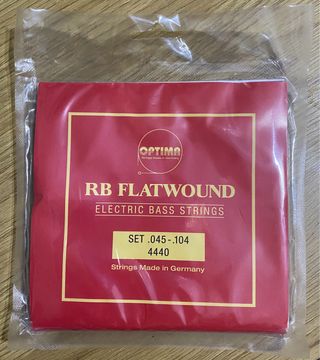 OPTIMA
RB FLATWOUND
ELECTRIC BASS STRINGS
SET .045-.104
4440
Strings Made in Germany